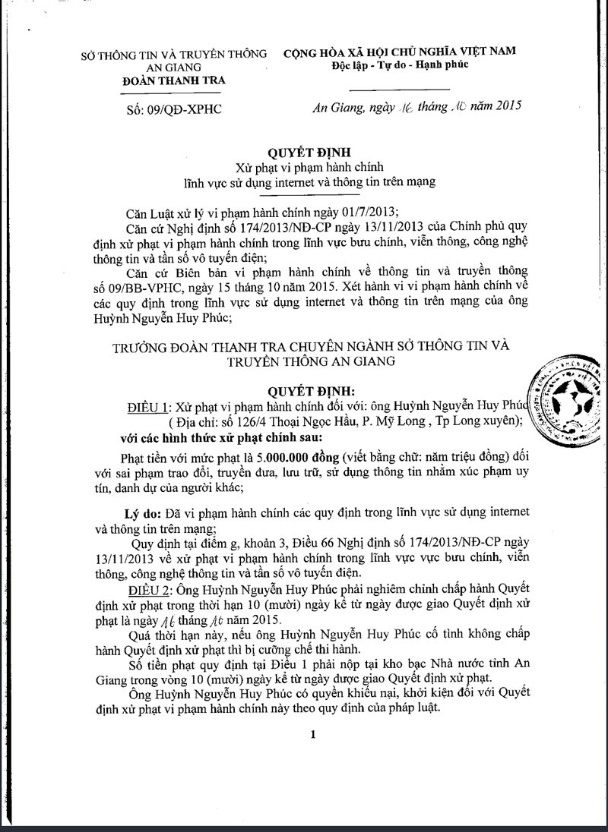 SỞ THÔNG TIN VÀ TRUYỀN THÔNG
AN GIANG
ĐOÀN THANH TRA
CỘNG HÒA XÃ HỘI CHỦ NGHĨA VIỆT NAM
Độc lập - Tự do - Hạnh phúc
Số: 09/QĐ-XPHC
An Giang, ngày 16 tháng 10 năm 2015
QUYẾT ĐỊNH
Xử phạt vi phạm hành chính
lĩnh vực sử dụng internet và thông tin trên mạng
Căn Luật xử lý vi phạm hành chính ngày 01/7/2013;
Căn cứ Nghị định số 174/2013/NĐ-CP ngày 13/11/2013 của Chính phủ quy
định xử phạt vi phạm hành chính trong lĩnh vực bưu chính, viễn thông, công nghệ
thông tin và tần số vô tuyến điện;
Căn cứ Biên bản vi phạm hành chính về thông tin và truyền thông
số 09/BB-VPHC, ngày 15 tháng 10 năm 2015. Xét hành vi vi phạm hành chính về
các quy định trong lĩnh vực sử dụng internet và thông tin trên mạng của ông
Huỳnh Nguyễn Huy Phúc;
TRƯỞNG ĐOÀN THANH TRA CHUYÊN NGÀNH SỞ THÔNG TIN VÀ
TRUYỀN THÔNG AN GIANG
QUYẾT ĐỊNH:
ĐIỀU 1: Xử phạt vi phạm hành chính đối với: ông Huỳnh Nguyễn Huy Phúc
( Địa chỉ: số 126/4 Thoại Ngọc Hầu, P. Mỹ Long , Tp Long xuyên);
với các hình thức xử phạt chính sau:
Phạt tiền với mức phạt là 5.000.000 đồng (viết bằng chữ: năm triệu đồng) đối
với sai phạm trao đổi, truyền đưa, lưu trữ, sử dụng thông tin nhằm xúc phạm uy
tín, danh dự của người khác;
Lý do: Đã vi phạm hành chính các quy định trong lĩnh vực sử dụng internet
và thông tin trên mạng;
Quy định tại điểm g, khoản 3, Điều 66 Nghị định số 174/2013/NĐ-CP ngày
13/11/2013 về xử phạt vi phạm hành chính trong lĩnh vực vực bưu chính, viễn
thông, công nghệ thông tin và tần số vô tuyến điện.
ĐIỀU 2: Ông Huỳnh Nguyễn Huy Phúc phải nghiêm chỉnh chấp hành Quyết
định xử phạt trong thời hạn 10 (mười) ngày kể từ ngày được giao Quyết định xử
phạt là ngày 16 tháng 10 năm 2015.
Quá thời hạn này, nếu ông Huỳnh Nguyễn Huy Phúc cố tình không chấp
hành Quyết định xử phạt thì bị cưỡng chế thi hành.
Số tiền phạt quy định tại Điều 1 phải nộp tại kho bạc Nhà nước tỉnh An
Giang trong vòng 10 (mười) ngày kể từ ngày được giao Quyết định xử phạt.
Ông Huỳnh Nguyễn Huy Phúc có quyền khiếu nại, khởi kiện đối với Quyết
định xử phạt vi phạm hành chính này theo quy định của pháp luật.
1